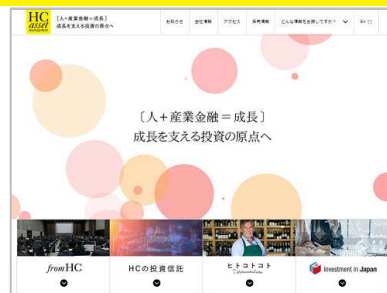 HC
asset
management
[人+産業金融=成長]
成長を支える投資の原点へ
お知らせ 会社情報 アクセス 採用情報 どんな情報をお探しですか?
〔人+産業金融=成長〕
成長を支える投資の原点へ
fromHC HCの投資信託 ヒトコトコト Investment in Japan